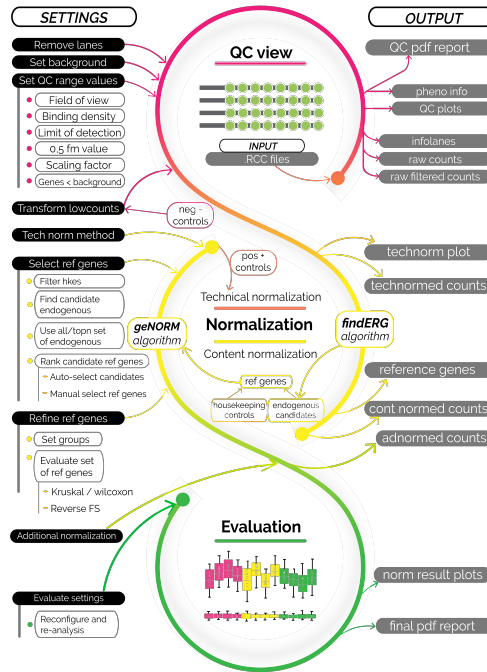 SETTINGS
Remove lanes
Set background
Set QC range values
Field of view
Binding density
Limit of detection
0.5 fm value
Scaling factor
Genes < background
Transform lowcounts
neg -
controls
Tech norm method
Select ref genes
Filter hkes
Find candidate
endogenous
Use all/topn set
of endogenous
Rank candidate ref genes
Auto-select candidates
Manual select ref genes
Refine ref genes
Set groups
Evaluate set
of ref genes
Kruskal / wilcoxon
Reverse FS
Additional normalization
Evaluate settings
Reconfigure and
re-analysis
QC view
INPUT
.RCC files
pos +
controls
Technical normalization
Normalization
Content normalization
geNORM
algorithm
findERG
algorithm
ref genes
housekeeping
controls
endogenous
candidates
Evaluation
OUTPUT
QC pdf report
pheno info
QC plots
infolanes
raw counts
raw filtered counts
technorm plot
technormed counts
reference genes
cont normed counts
adnormed counts
norm result plots
final pdf report